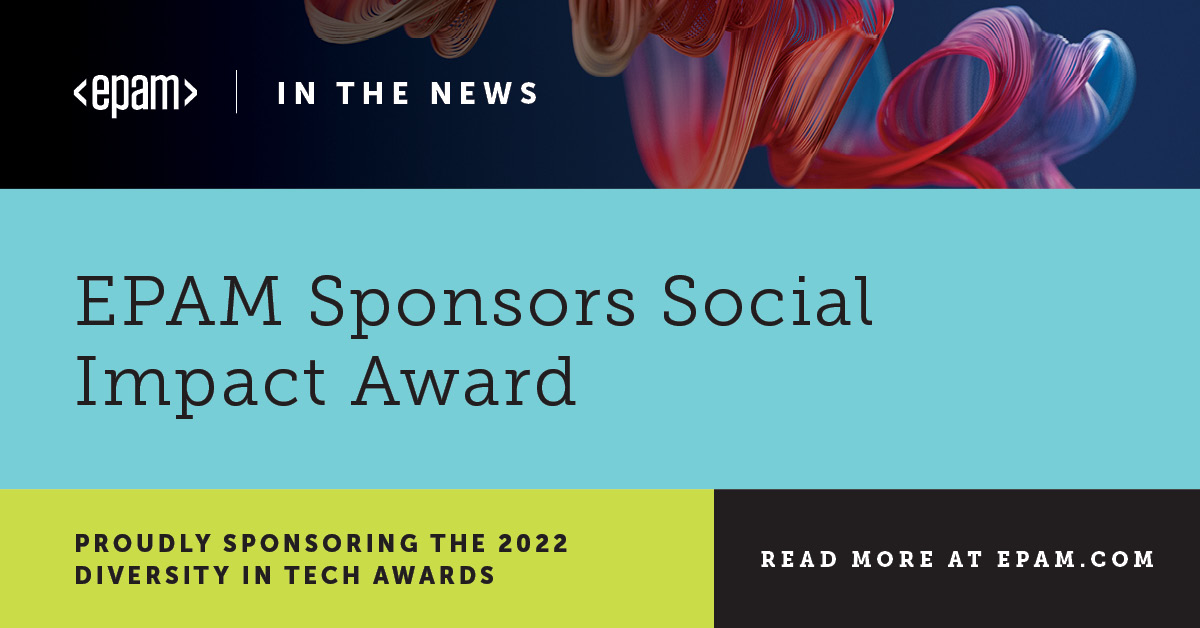 <epam> | IN THE NEWS
EPAM Sponsors Social
Impact Award
PROUDLY SPONSORING THE 2022
DIVERSITY IN TECH AWARDS
READ MORE AT EPAM.COM